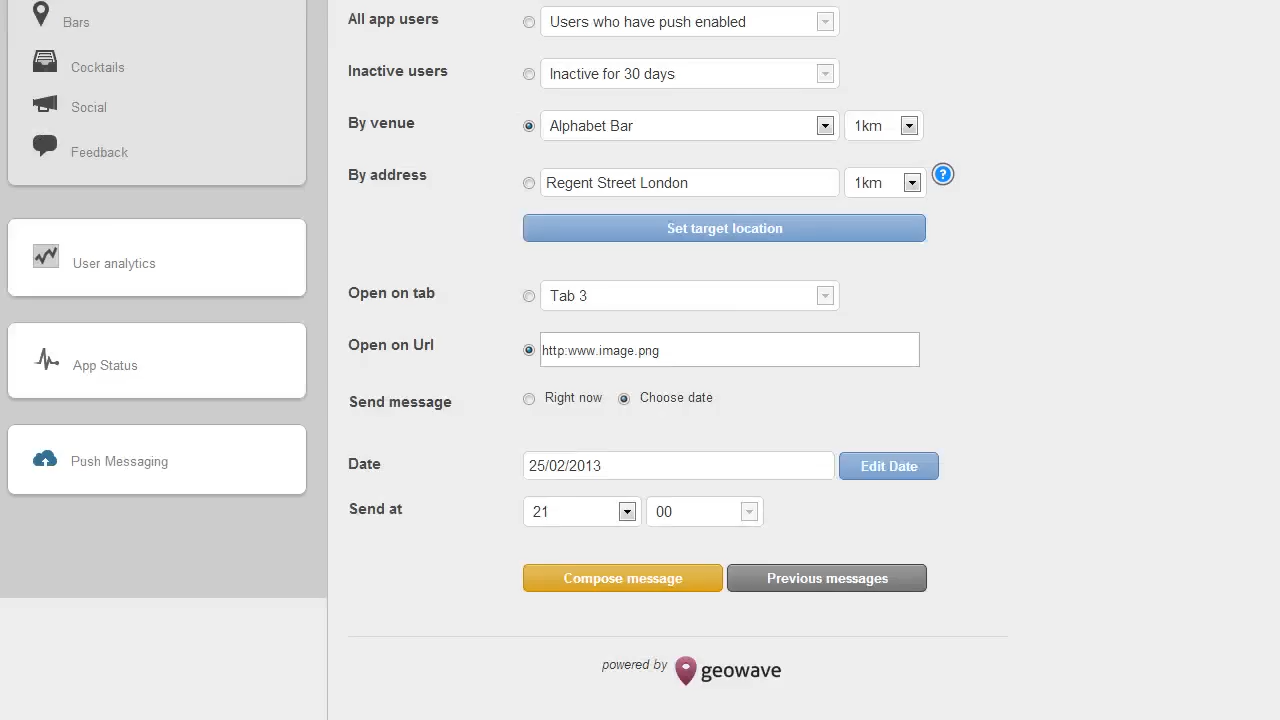 Bars
Cocktails
Social
Feedback
User analytics
App Status
Push Messaging
All app users
Users who have push enabled
Inactive users
Inactive for 30 days
By venue
Alphabet Bar
1km
By address
Regent Street London
1km
?
Set target location
Open on tab
Tab 3
Open on Url
http:www.image.png
Send message
Right now
Choose date
Date
25/02/2013
Edit Date
Send at
21
00
Compose message
Previous messages
powered by geowave